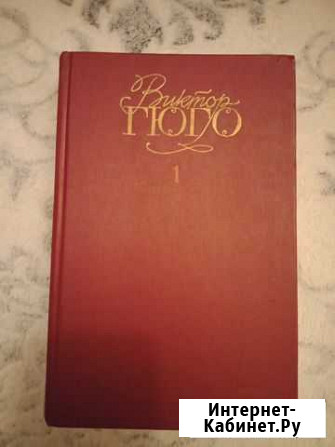 Виктор
ГЮГО
1
Интернет-
Кабинет.Ру